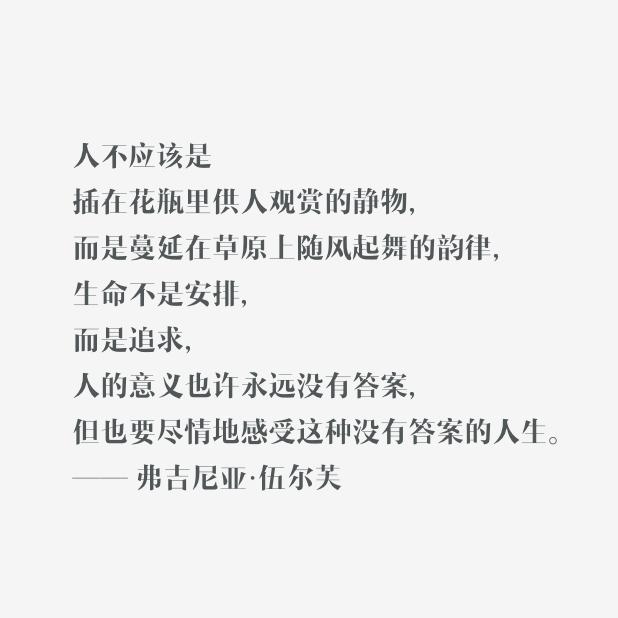 人不应该是
插在花瓶里供人观赏的静物，
而是蔓延在草原上随风起舞的韵律，
生命不是安排，
而是追求，
人的意义也许永远没有答案，
但也要尽情地感受这种没有答案的人生。
—— 弗吉尼亚·伍尔芙